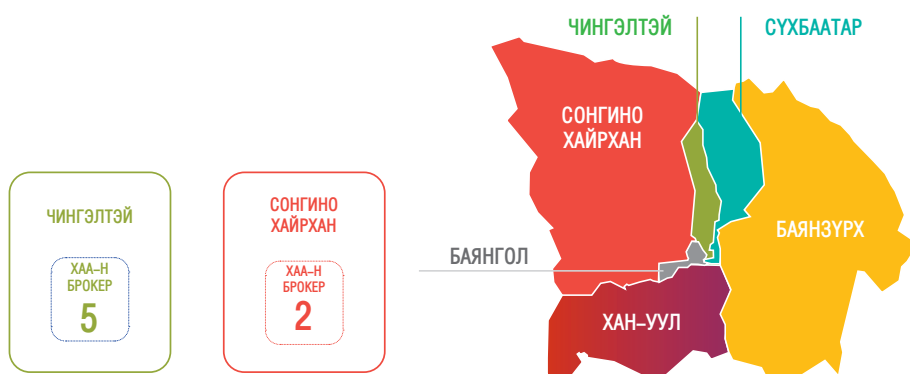 ЧИНГЭЛТЭЙ
ХАА–Н
БРОКЕР
5
СОНГИНО
ХАЙРХАН
ХАА–Н
БРОКЕР
2
ЧИНГЭЛТЭЙ
СҮХБААТАР
СОНГИНО
ХАЙРХАН
БАЯНЗҮРХ
БАЯНГОЛ
ХАН–УУЛ